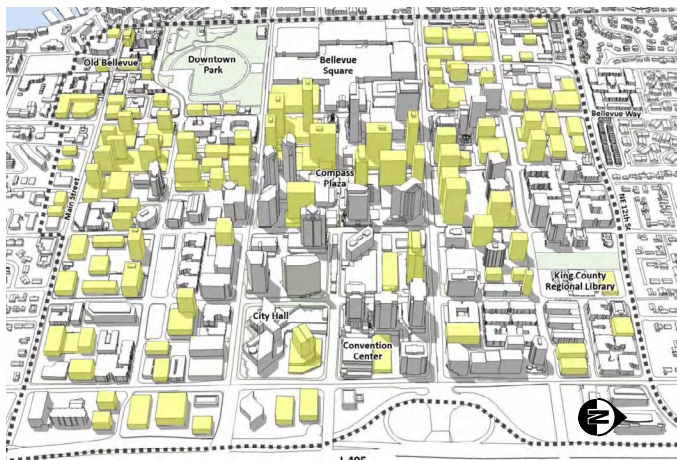 Old Bellevue
Downtown
Park
Bellevue
Square
Bellevue Way
Compass
Plaza
Main Street
NE 12th St
King County
Regional Library
City Hall
Convention
Center
N
I-405